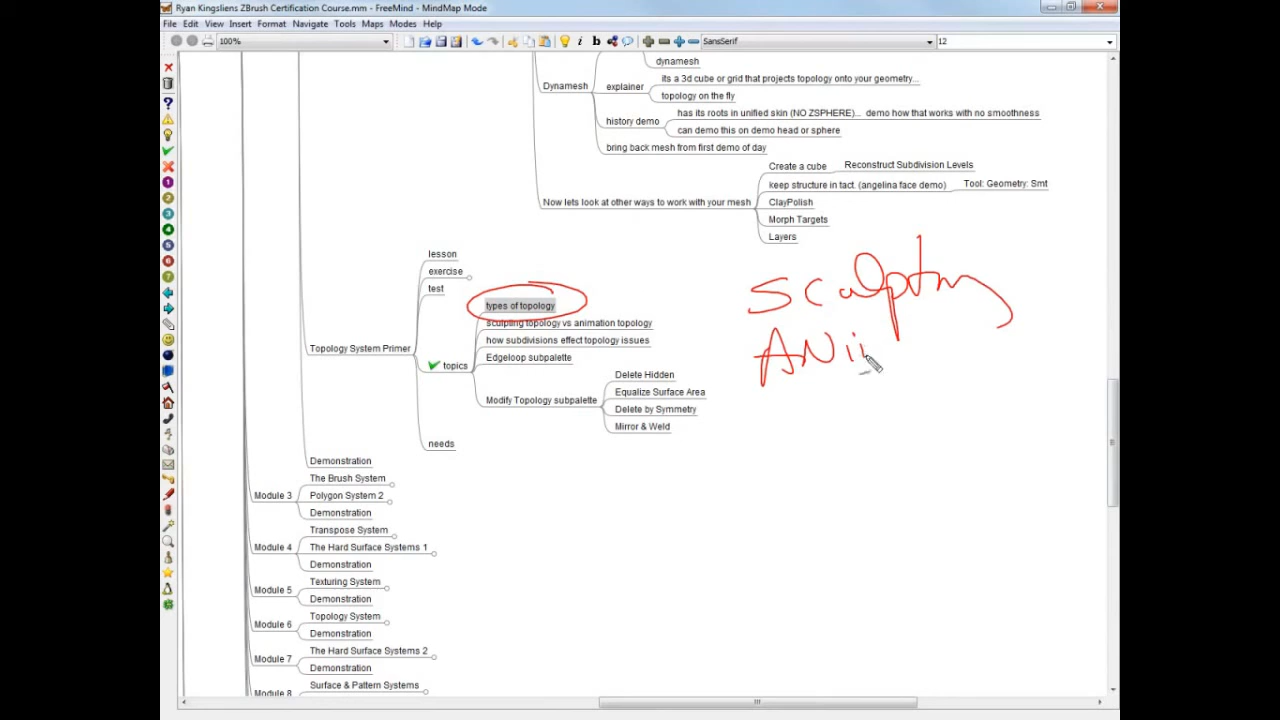 Ryan Kingsliens ZBrush Certification Course.mm - FreeMind - MindMap Mode
File Edit View Insert Format Navigate Tools Maps Modes Help
100%
SansSerif
12
dynamesh
Dynamesh
explainer
its a 3d cube or grid that projects topology onto your geometry...
topology on the fly
history demo
has its roots in unified skin (NO ZSPHERE)... demo how that works with no smoothness
can demo this on demo head or sphere
bring back mesh from first demo of day
Now lets look at other ways to work with your mesh
Create a cube
Reconstruct Subdivision Levels
keep structure in tact. (angelina face demo)
Tool: Geometry: Smt
ClayPolish
Morph Targets
Layers
Topology System Primer
lesson
exercise
test
topics
types of topology
sculpting topology vs animation topology
how subdivisions effect topology issues
Edgeloop subpalette
Modify Topology subpalette
Delete Hidden
Equalize Surface Area
Delete by Symmetry
Mirror & Weld
needs
Sculpting
ANii
Demonstration
Module 3
The Brush System
Polygon System 2
Demonstration
Module 4
Transpose System
The Hard Surface Systems 1
Demonstration
Module 5
Texturing System
Demonstration
Module 6
Topology System
Demonstration
Module 7
The Hard Surface Systems 2
Demonstration
Module 8
Surface & Pattern Systems